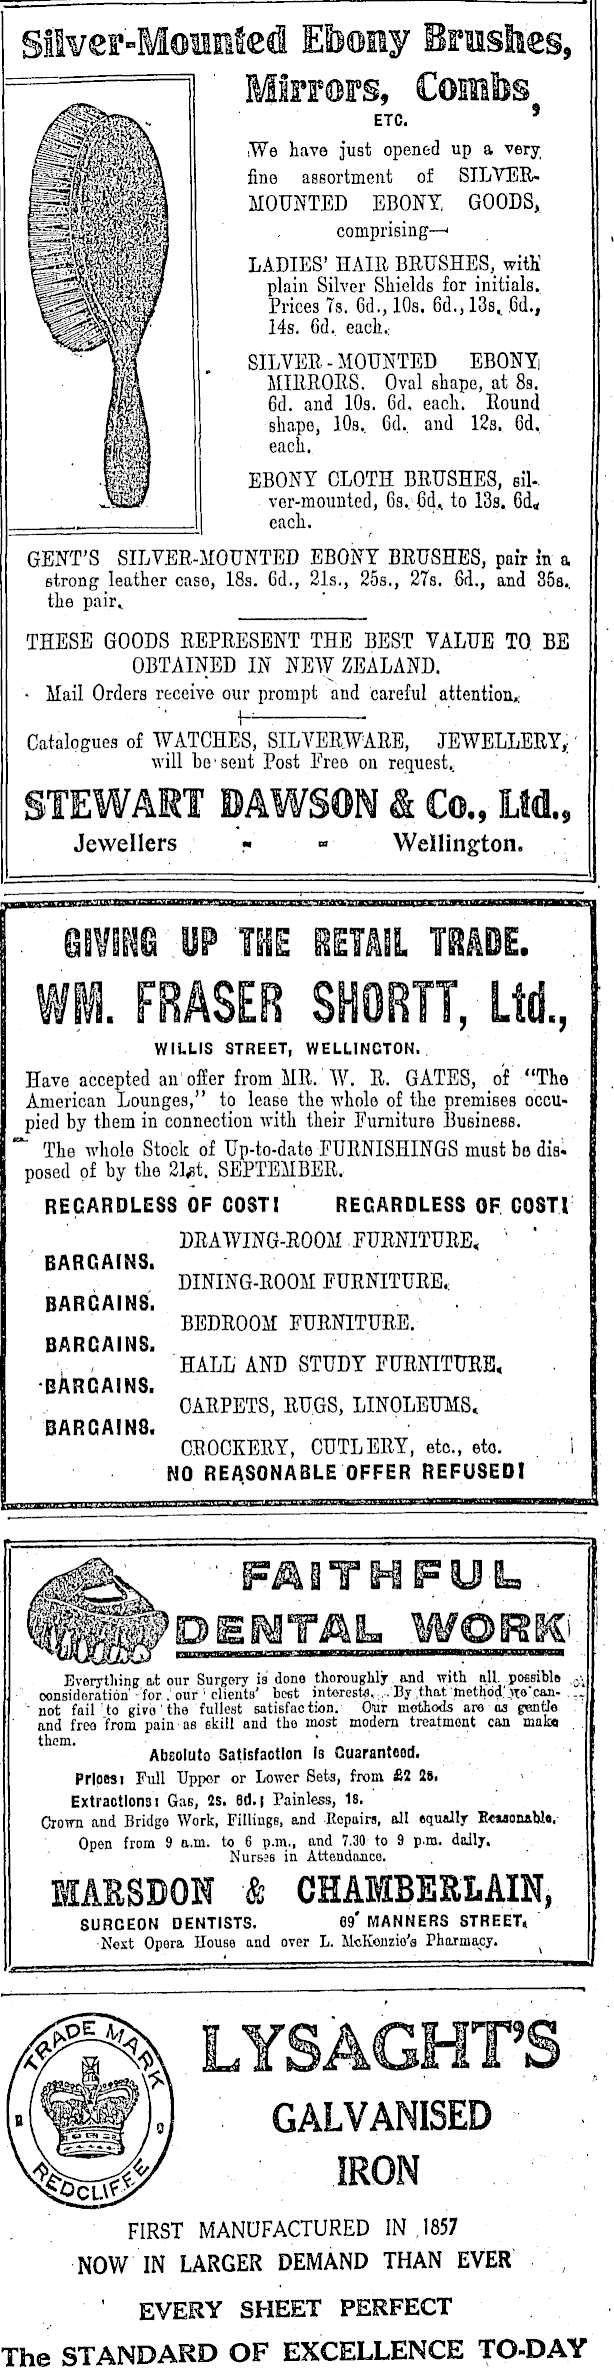 Silver-Mounted Ebony Brushes,
Mirrors, Combs,
ETC.
We have just opened up a very
fine assortment of SILVER-
MOUNTED EBONY GOODS,
comprising—
LADIES' HAIR BRUSHES, with
plain Silver Shields for initials.
Prices 7s. 6d., 10s. 6d., 13s. 6d.,
14s. 6d. each.
SILVER-MOUNTED EBONY
MIRRORS. Oval shape, at 8s.
6d. and 10s. 6d. each. Round
shape, 10s. 6d. and 12s. 6d.
each.
EBONY CLOTH BRUSHES, sil-
ver-mounted, 6s. 6d. to 13s. 6d.
each.
GENT'S SILVER-MOUNTED EBONY BRUSHES, pair in a
strong leather case, 18s. 6d., 21s., 25s., 27s. 6d., and 35s.
the pair.
THESE GOODS REPRESENT THE BEST VALUE TO BE
OBTAINED IN NEW ZEALAND.
Mail Orders receive our prompt and careful attention.
Catalogues of WATCHES, SILVERWARE, JEWELLERY,
will be sent Post Free on request.
STEWART DAWSON & Co., Ltd.,
Jewellers - - Wellington.
GIVING UP THE RETAIL TRADE.
WM. FRASER SHORTT, Ltd.,
WILLIS STREET, WELLINGTON.
Have accepted an offer from MR. W. R. GATES, of "The
American Lounges," to lease the whole of the premises occu-
pied by them in connection with their Furniture Business.
The whole Stock of Up-to-date FURNISHINGS must be dis-
posed of by the 21st. SEPTEMBER.
REGARDLESS OF COST! REGARDLESS OF COST!
DRAWING-ROOM FURNITURE.
BARGAINS.
DINING-ROOM FURNITURE.
BARGAINS.
BEDROOM FURNITURE.
BARGAINS.
HALL AND STUDY FURNITURE.
BARGAINS.
CARPETS, RUGS, LINOLEUMS.
BARGAINS.
CROCKERY, CUTLERY, etc., etc.
NO REASONABLE OFFER REFUSED!
FAITHFUL
DENTAL WORK
Everything at our Surgery is done thoroughly and with all possible
consideration for our clients' best interests. By that method we can-
not fail to give the fullest satisfaction. Our methods are as gentle
and free from pain as skill and the most modern treatment can make
them.
Absolute Satisfaction is Guaranteed.
Prices: Full Upper or Lower Sets, from £2 2s.
Extractions: Gas, 2s. 6d.; Painless, 1s.
Crown and Bridge Work, Fillings, and Repairs, all equally Reasonable.
Open from 9 a.m. to 6 p.m., and 7.30 to 9 p.m. daily.
Nurses in Attendance.
MARSDON & CHAMBERLAIN,
SURGEON DENTISTS. 69 MANNERS STREET,
Next Opera House and over L. McKenzie's Pharmacy.
TRADE MARK
REDCLIFFE
LYSAGHT'S
GALVANISED
IRON
FIRST MANUFACTURED IN 1857
NOW IN LARGER DEMAND THAN EVER
EVERY SHEET PERFECT
The STANDARD OF EXCELLENCE TO-DAY